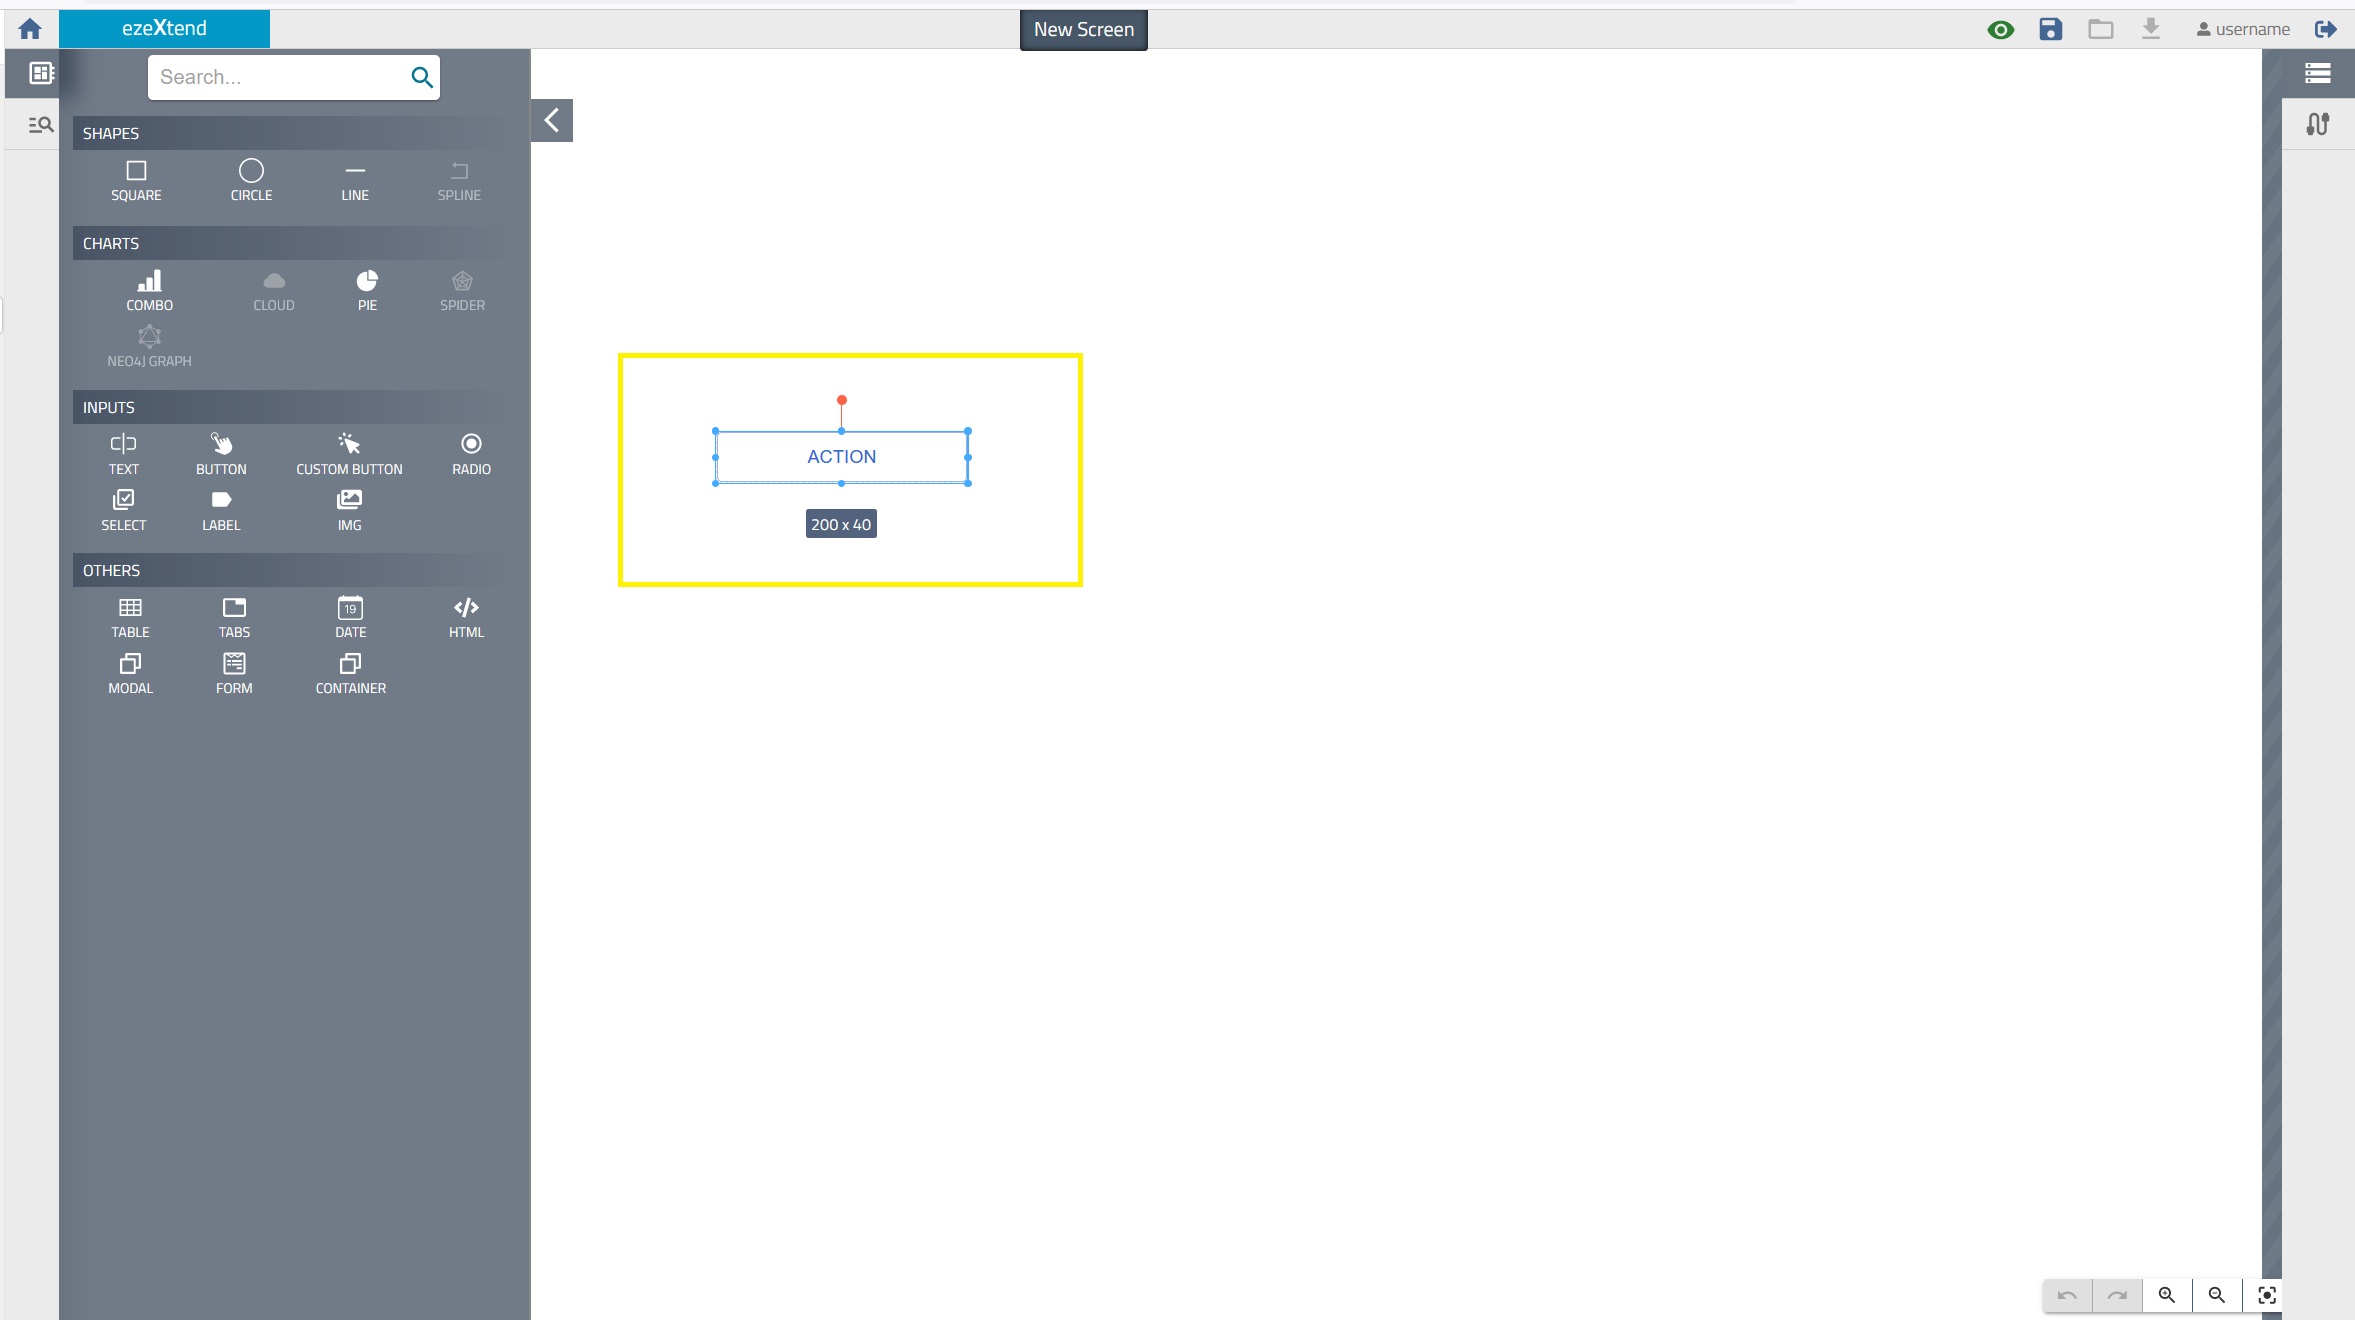 ezeXtend
New Screen
username
Search...
SHAPES
SQUARE CIRCLE LINE SPLINE
CHARTS
COMBO CLOUD PIE SPIDER
NEO4J GRAPH
INPUTS
TEXT BUTTON CUSTOM BUTTON RADIO
SELECT LABEL IMG
OTHERS
19
TABLE TABS DATE HTML
MODAL FORM CONTAINER
ACTION
200 x 40